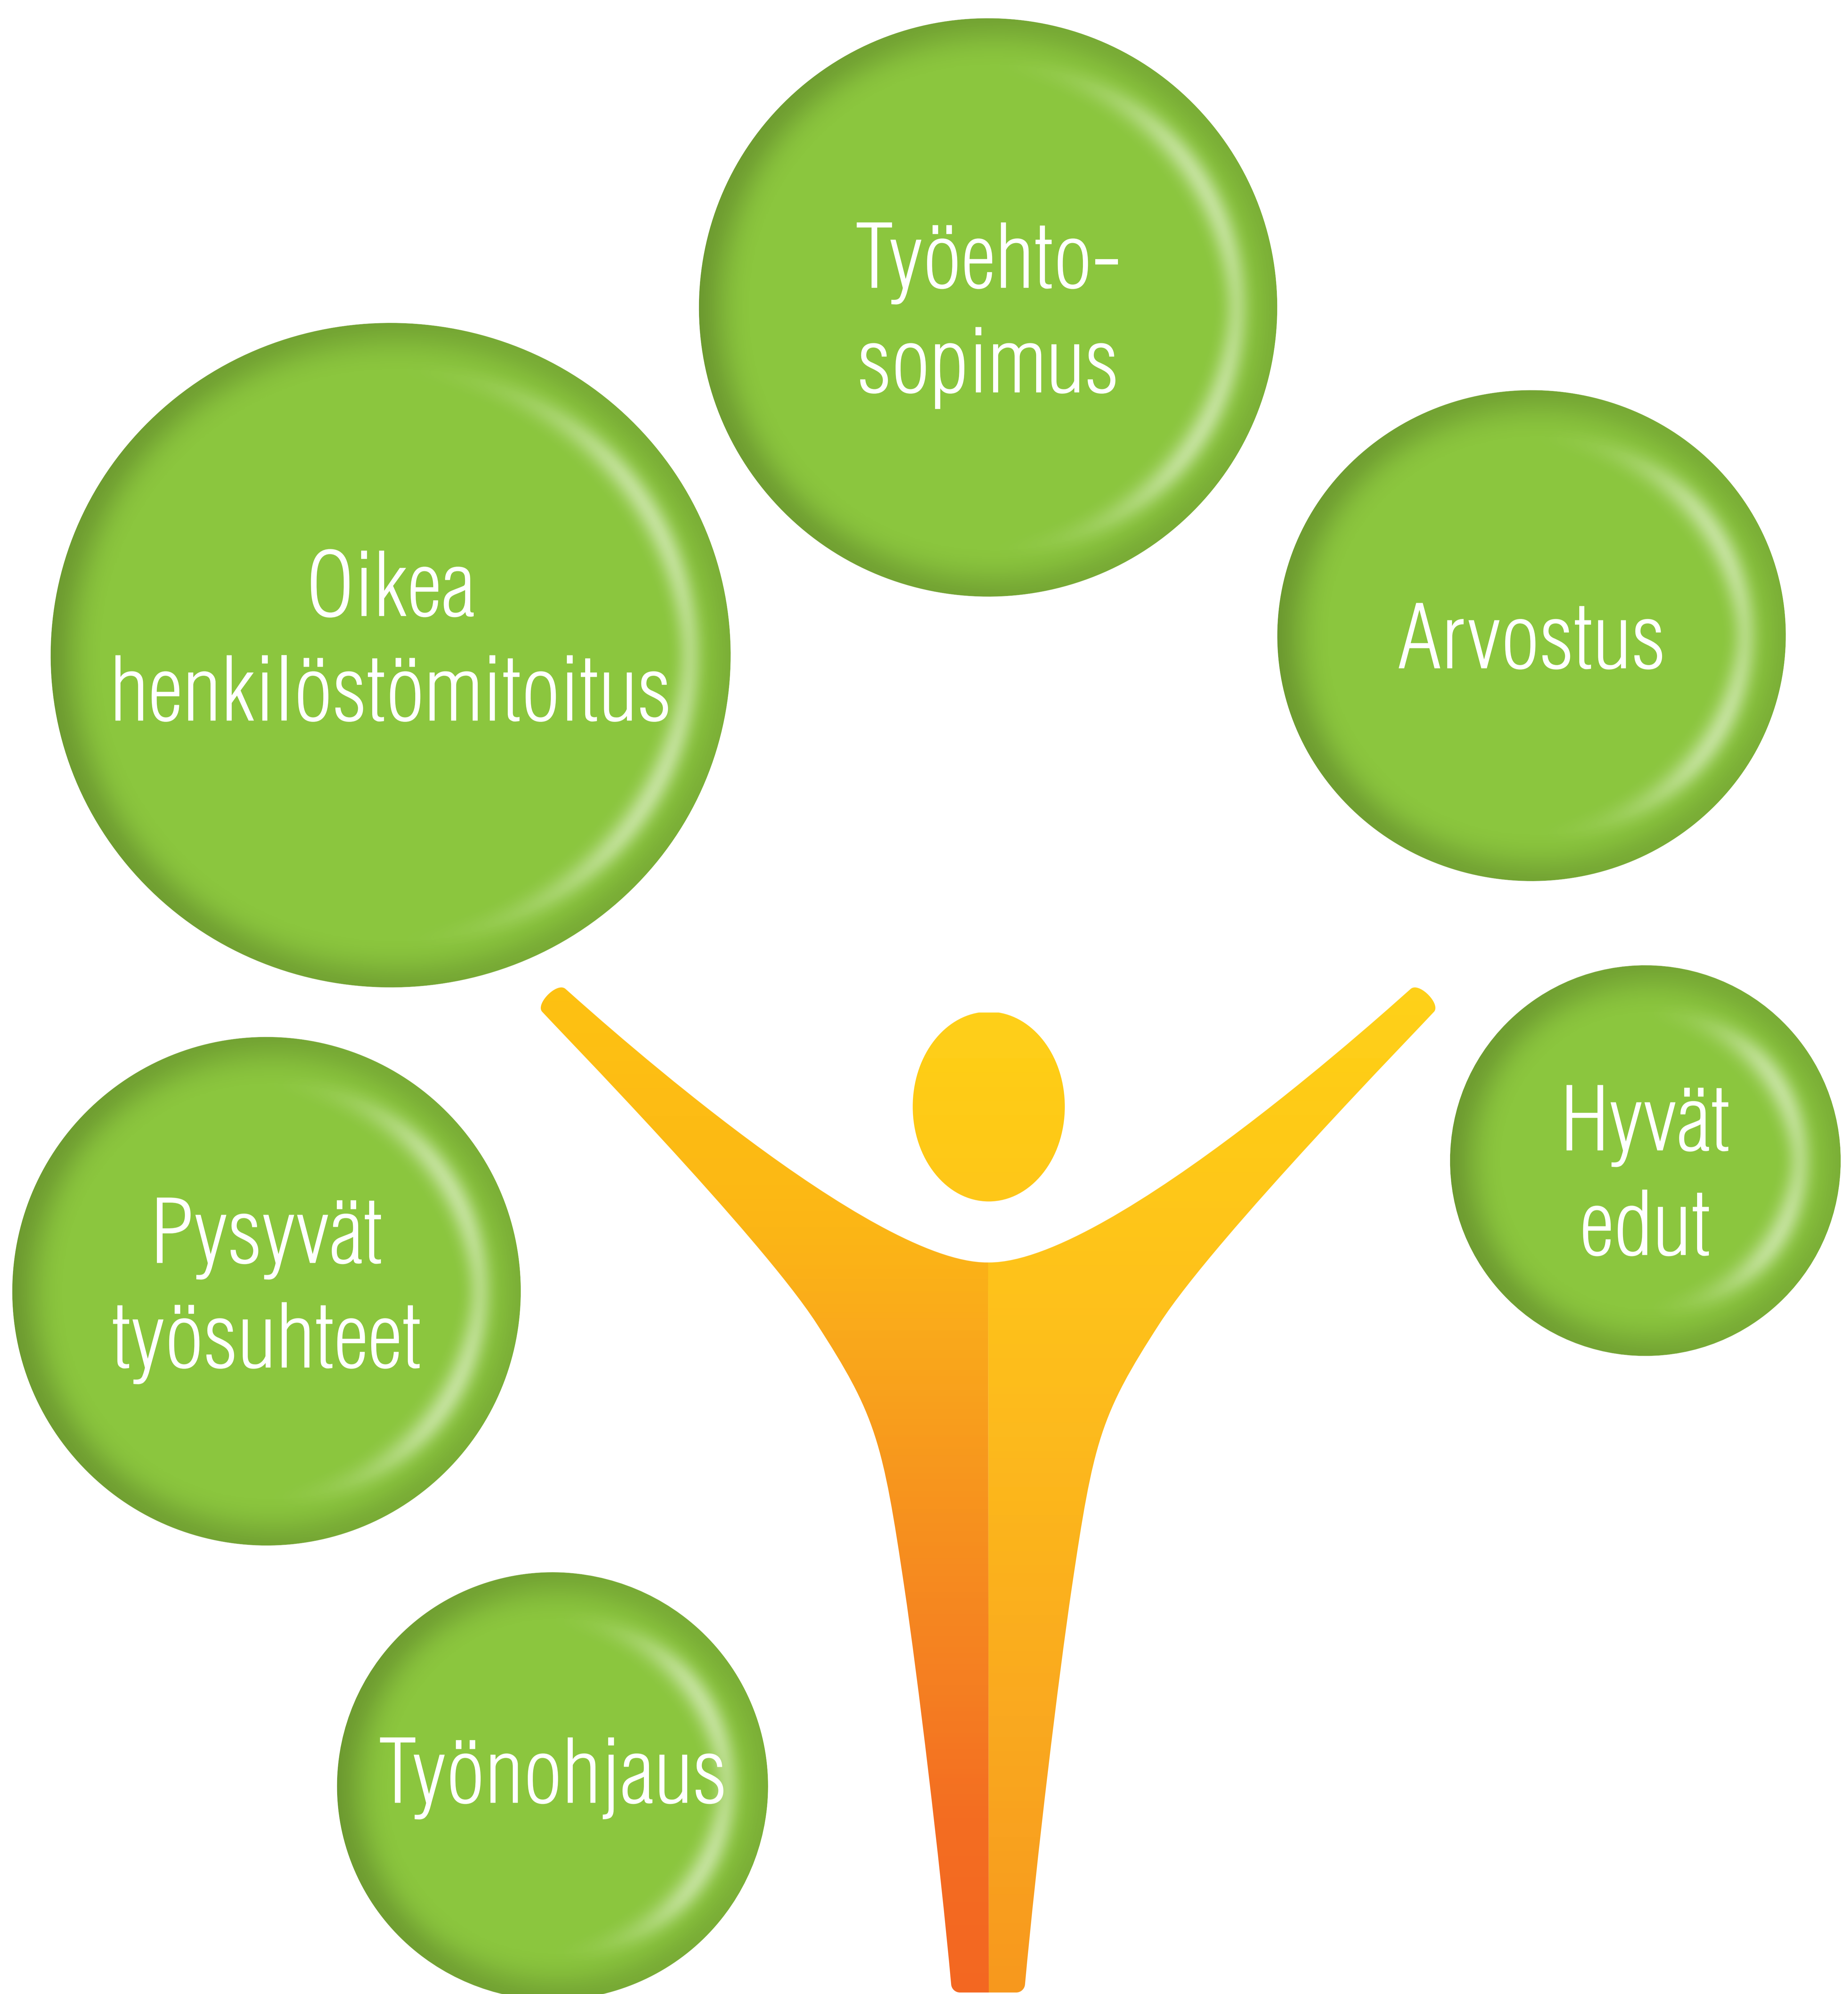 Työehto-
sopimus
Oikea
henkilöstömitoitus
Arvostus
Hyvät
edut
Pysyvät
työsuhteet
Työnohjaus